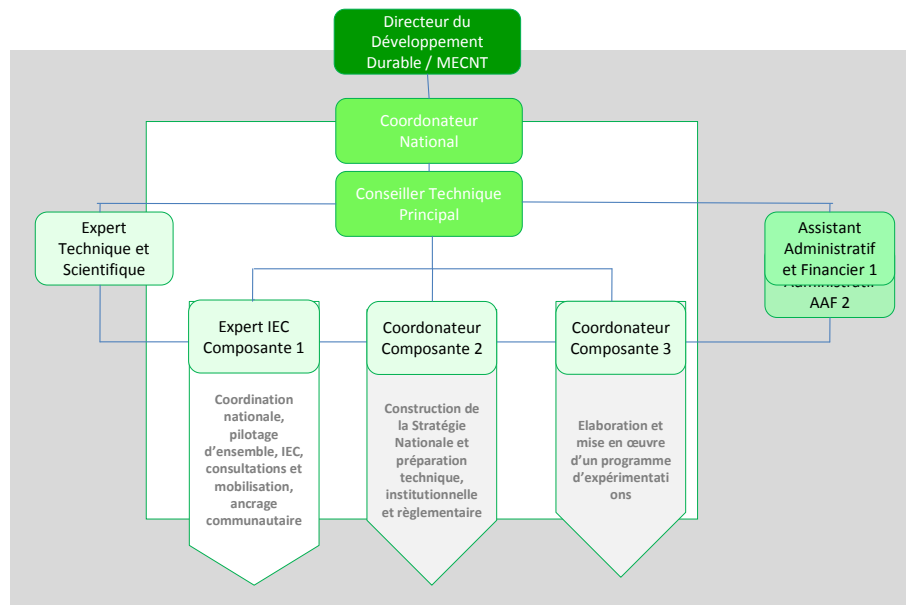 Directeur du
Développement
Durable / MECNT
Coordonateur
National
Conseiller Technique
Principal
Expert
Technique et
Scientifique
Assistant
Administratif
et Financier 1
AAF 2
Expert IEC
Composante 1
Coordonateur
Composante 2
Coordonateur
Composante 3
Coordination
nationale,
pilotage
d'ensemble, IEC,
consultations et
mobilisation,
ancrage
communautaire
Construction de
la Stratégie
Nationale et
préparation
technique,
institutionnelle
et règlementaire
Elaboration et
mise en œuvre
d'un programme
d'expérimentati
ons